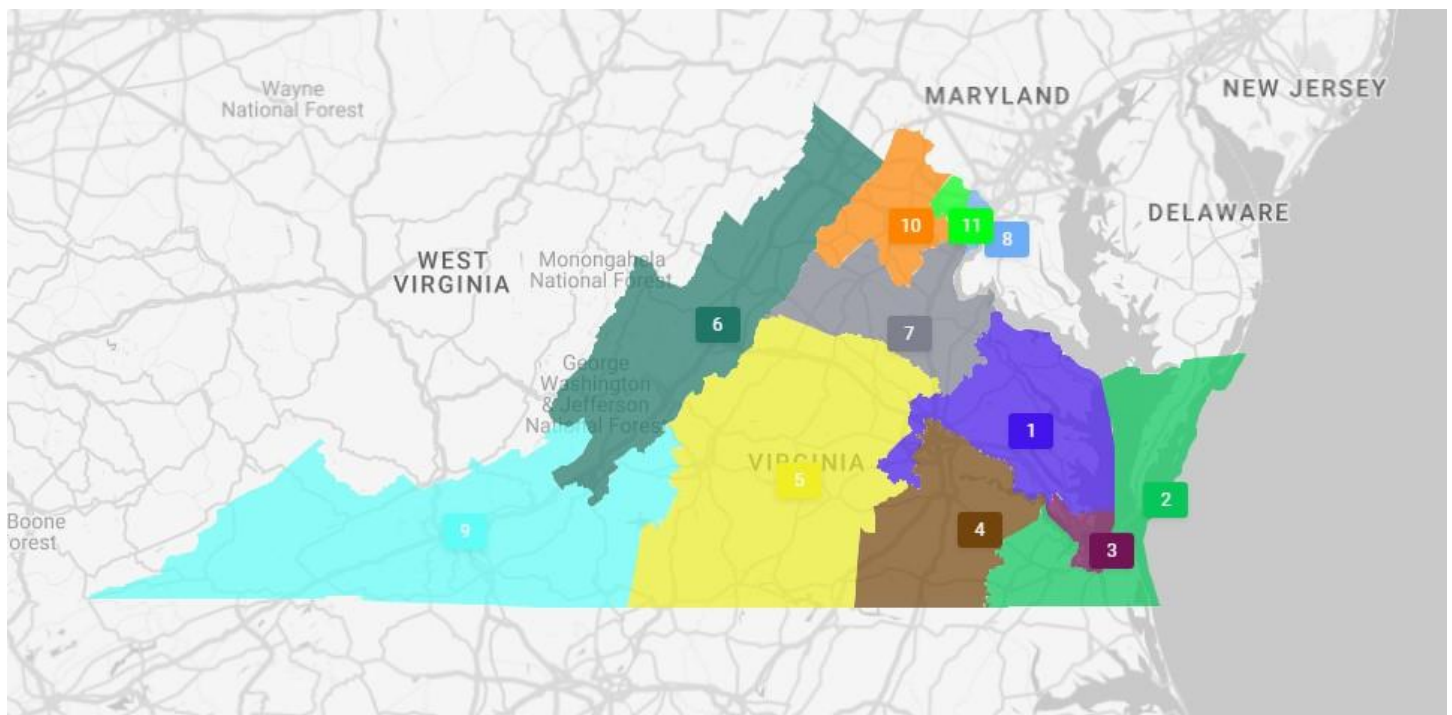 Wayne
National Forest
MARYLAND
NEW JERSEY
DELAWARE
WEST
VIRGINIA
Monongahela
National Forest
10
11
8
6
7
George
Washington
& Jefferson
National Forest
1
VIRGINIA
5
2
9
4
3
Boone
orest